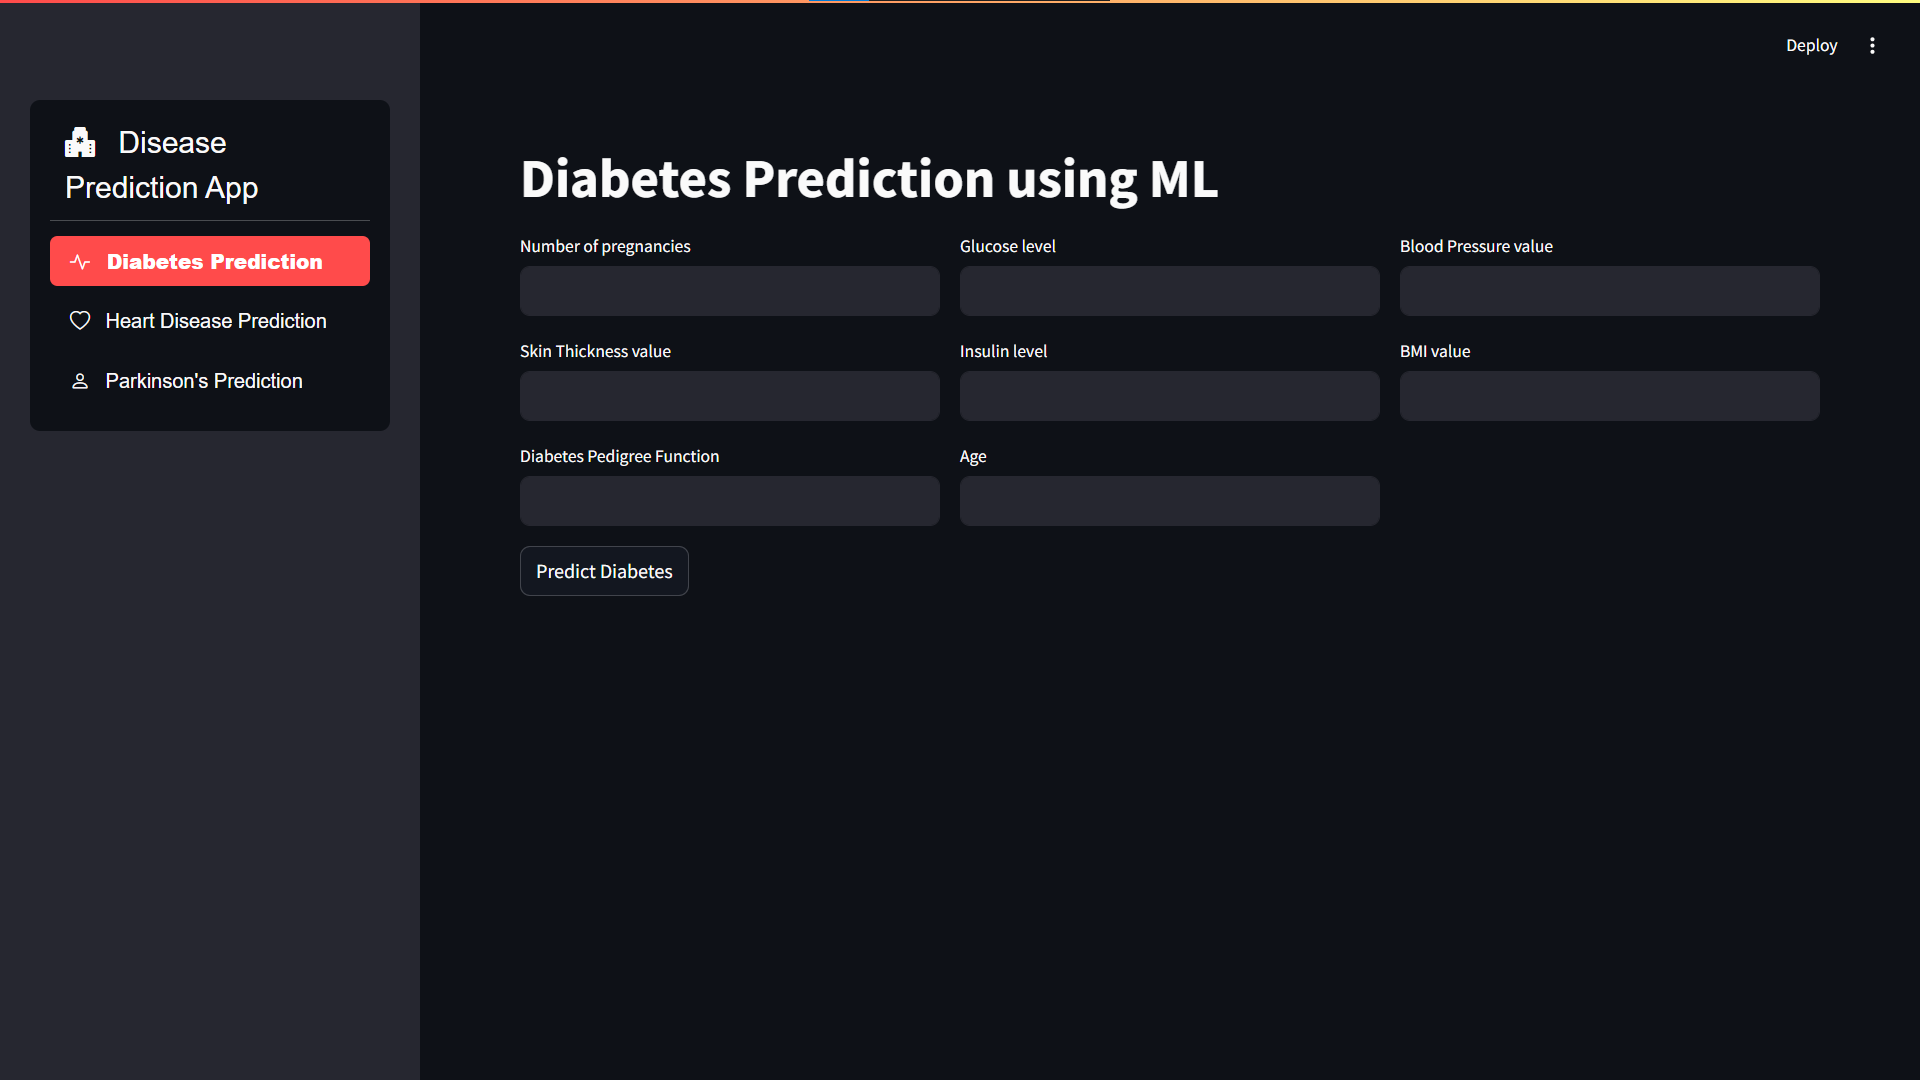 Deploy
Disease
Prediction App
Diabetes Prediction
Heart Disease Prediction
Parkinson's Prediction
Diabetes Prediction using ML
Number of pregnancies
Glucose level
Blood Pressure value
Skin Thickness value
Insulin level
BMI value
Diabetes Pedigree Function
Age
Predict Diabetes